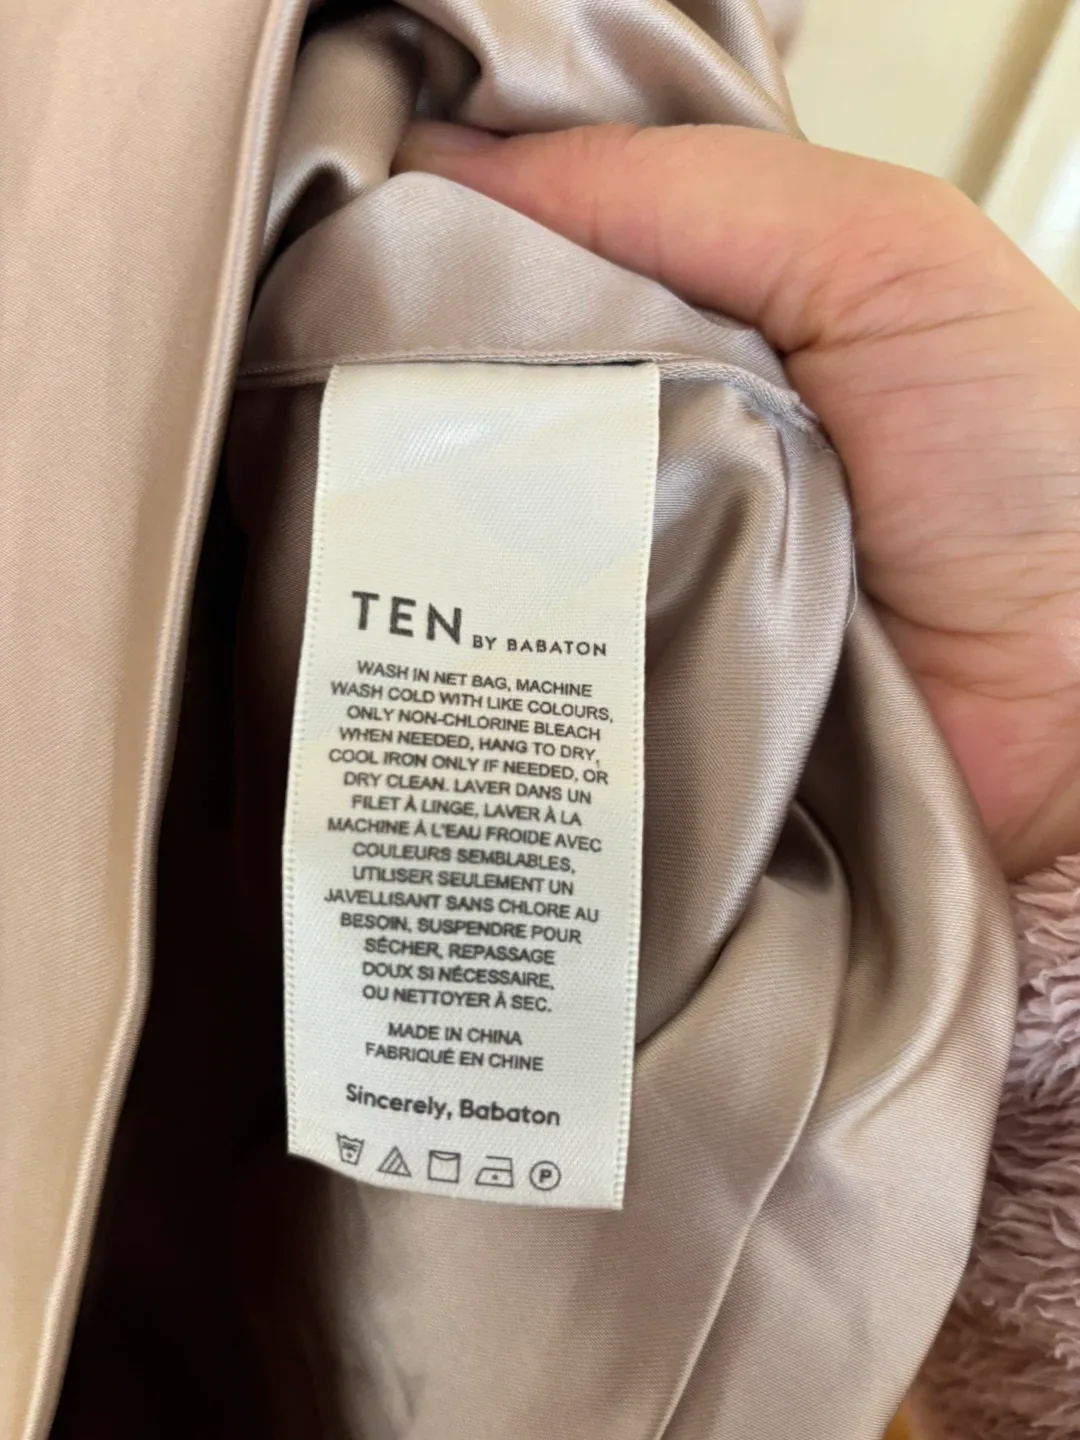 TEN BY BABATON
WASH IN NET BAG, MACHINE
WASH COLD WITH LIKE COLOURS,
ONLY NON-CHLORINE BLEACH
WHEN NEEDED, HANG TO DRY,
COOL IRON ONLY IF NEEDED, OR
DRY CLEAN. LAVER DANS UN
FILET À LINGE, LAVER À LA
MACHINE À L'EAU FROIDE AVEC
COULEURS SEMBLABLES,
UTILISER SEULEMENT UN
JAVELLISANT SANS CHLORE AU
BESOIN, SUSPENDRE POUR
SÉCHER, REPASSAGE
DOUX SI NÉCESSAIRE,
OU NETTOYER À SEC.
MADE IN CHINA
FABRIQUÉ EN CHINE
Sincerely, Babaton
P